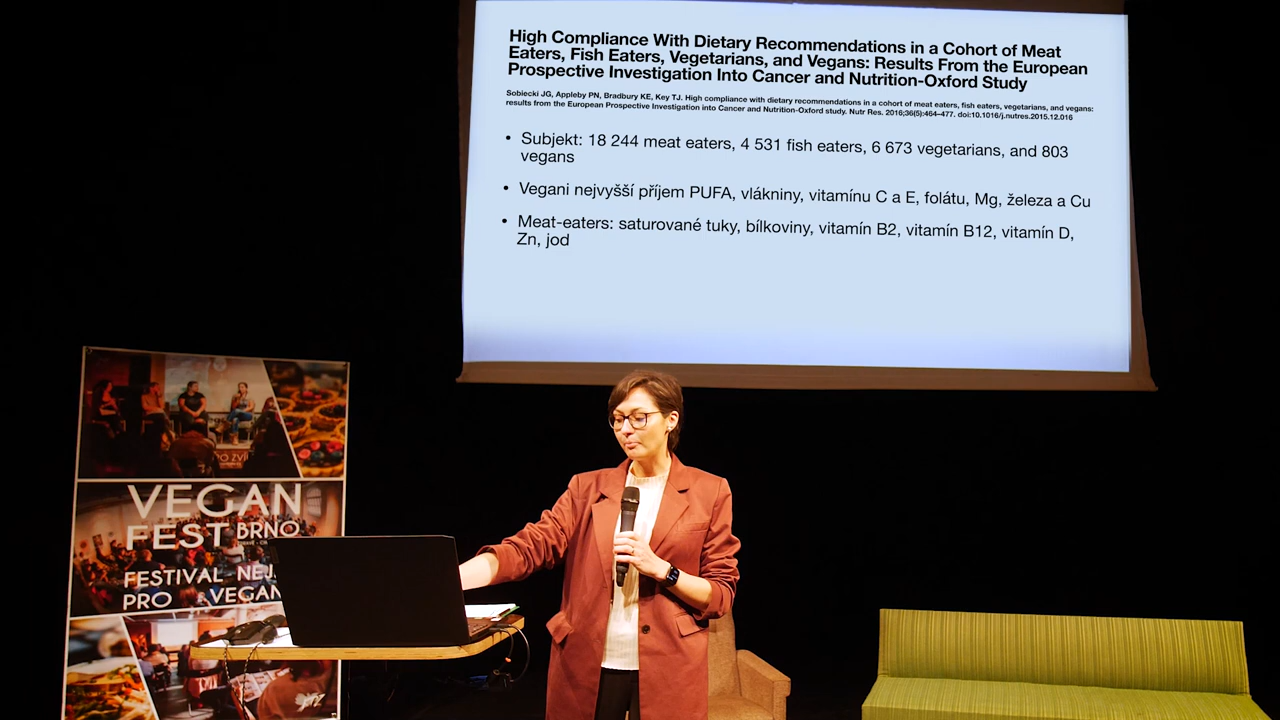 High Compliance With Dietary Recommendations in a Cohort of Meat
Eaters, Fish Eaters, Vegetarians, and Vegans: Results From the European
Prospective Investigation Into Cancer and Nutrition-Oxford Study
Sobiecki JG, Appleby PN, Bradbury KE, Key TJ. High compliance with dietary recommendations in a cohort of meat eaters, fish eaters, vegetarians, and vegans:
results from the European Prospective Investigation into Cancer and Nutrition-Oxford study. Nutr Res. 2016;36(5):464–477. doi:10.1016/j.nutres.2015.12.016
• Subjekt: 18 244 meat eaters, 4 531 fish eaters, 6 673 vegetarians, and 803
vegans
• Vegani nejvyšší příjem PUFA, vlákniny, vitamínu C a E, folátu, Mg, železa a Cu
• Meat-eaters: saturované tuky, bílkoviny, vitamín B2, vitamín B12, vitamín D,
Zn, jod
VEGAN
FEST BRNO
FESTIVAL NEJ
PRO VEGAN